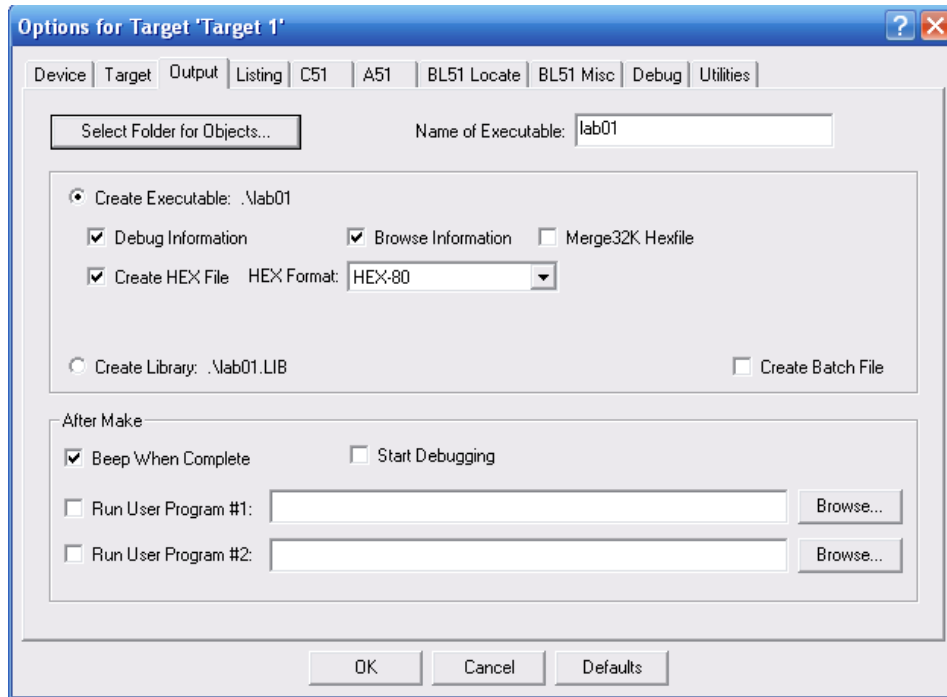 Options for Target 'Target 1'
Device Target Output Listing C51 A51 BL51 Locate BL51 Misc Debug Utilities
Select Folder for Objects... Name of Executable: lab01
Create Executable: .\lab01
Debug Information Browse Information Merge32K Hexfile
Create HEX File HEX Format: HEX-80
Create Library: .\lab01.LIB Create Batch File
After Make
Beep When Complete Start Debugging
Run User Program #1: Browse...
Run User Program #2: Browse...
OK Cancel Defaults